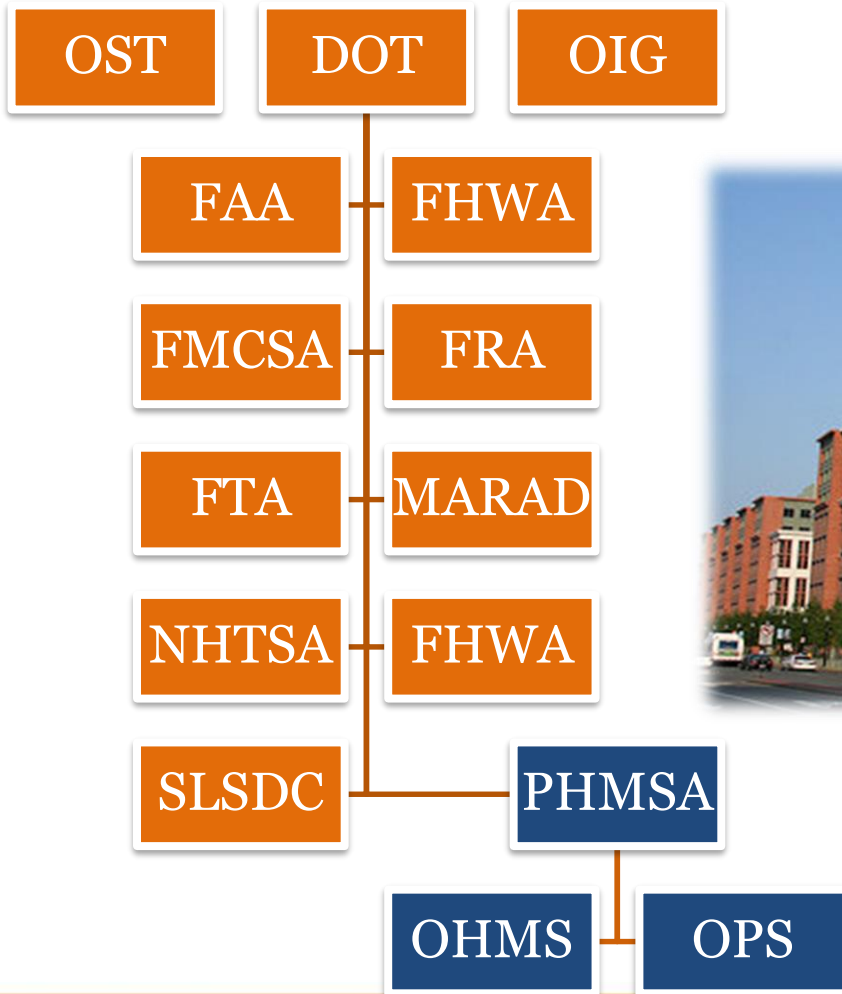 OST DOT OIG
FAA FHWA
FMCSA FRA
FTA MARAD
NHTSA FHWA
SLSDC PHMSA
OHMS OPS